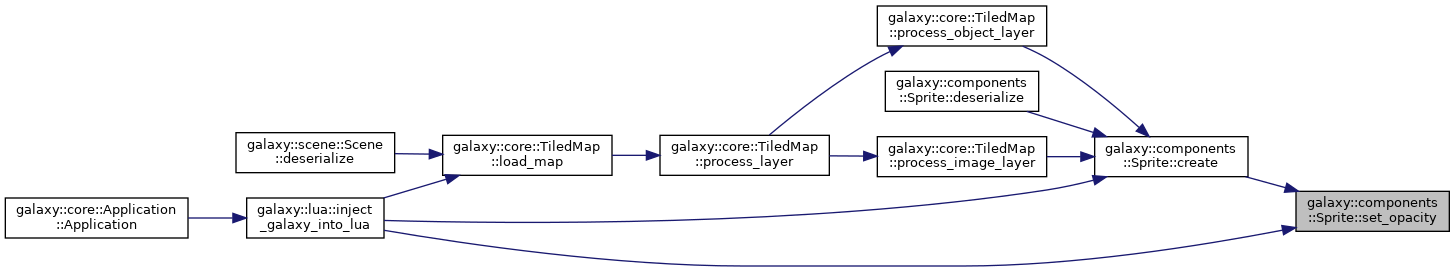 galaxy::core::TiledMap
::process_object_layer
galaxy::components
::Sprite::deserialize
galaxy::scene::Scene
::deserialize
galaxy::core::TiledMap
::load_map
galaxy::core::TiledMap
::process_layer
galaxy::core::TiledMap
::process_image_layer
galaxy::components
::Sprite::create
galaxy::core::Application
::Application
galaxy::lua::inject
_galaxy_into_lua
galaxy::components
::Sprite::set_opacity